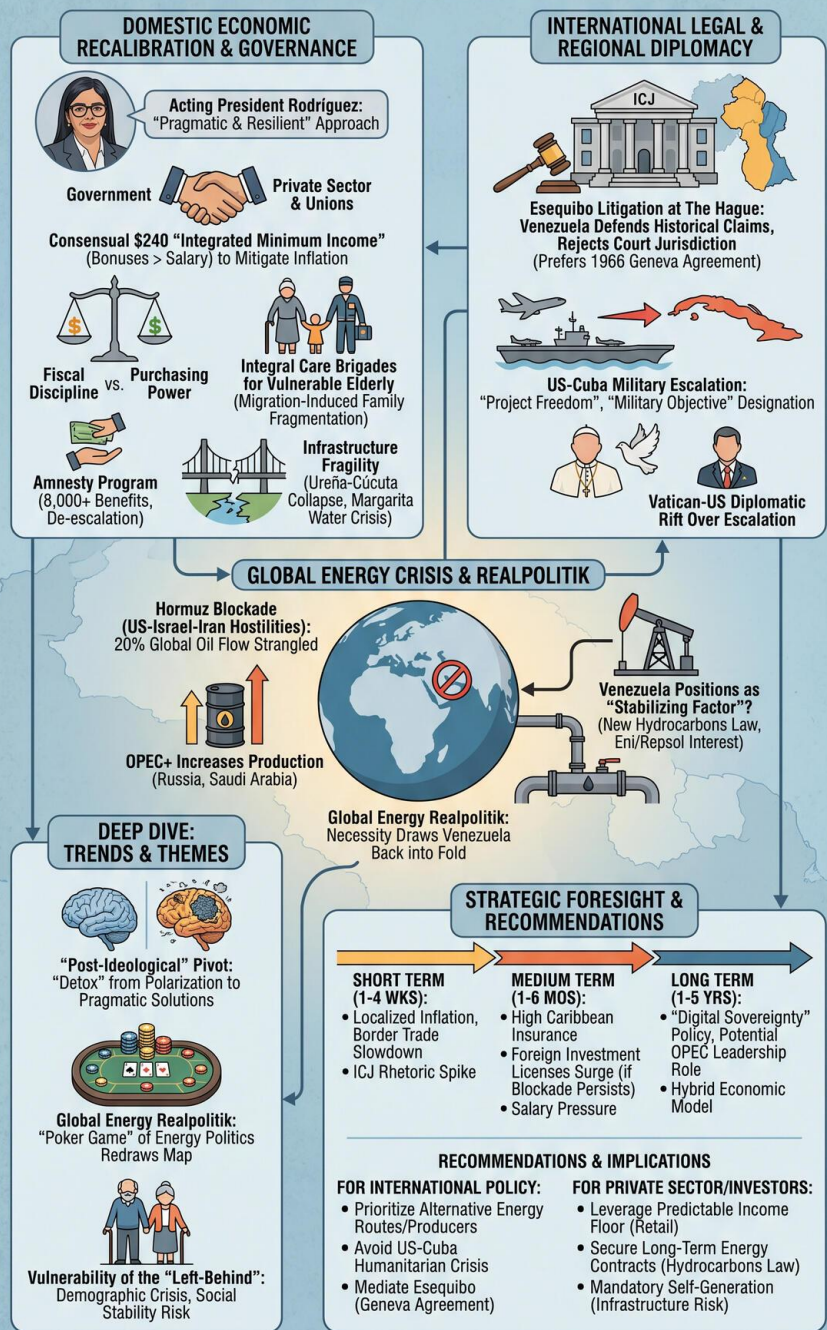 DOMESTIC ECONOMIC
RECALIBRATION & GOVERNANCE
Acting President Rodríguez:
“Pragmatic & Resilient” Approach
Government
Private Sector
& Unions
Consensual $240 “Integrated Minimum Income”
(Bonuses > Salary) to Mitigate Inflation
$
$
Fiscal
Discipline
vs.
Purchasing
Power
Integral Care Brigades
for Vulnerable Elderly
(Migration-Induced Family
Fragmentation)
Amnesty Program
(8,000+ Benefits,
De-escalation)
Infrastructure
Fragility
(Ureña-Cúcuta
Collapse, Margarita
Water Crisis)
INTERNATIONAL LEGAL &
REGIONAL DIPLOMACY
ICJ
Esequibo Litigation at The Hague:
Venezuela Defends Historical Claims,
Rejects Court Jurisdiction
(Prefers 1966 Geneva Agreement)
US-Cuba Military Escalation:
“Project Freedom”, “Military Objective” Designation
Vatican-US Diplomatic
Rift Over Escalation
GLOBAL ENERGY CRISIS & REALPOLITIK
Hormuz Blockade
(US-Israel-Iran Hostilities):
20% Global Oil Flow Strangled
OPEC+ Increases Production
(Russia, Saudi Arabia)
Venezuela Positions as
“Stabilizing Factor”?
(New Hydrocarbons Law,
Eni/Repsol Interest)
Global Energy Realpolitik:
Necessity Draws Venezuela
Back into Fold
DEEP DIVE:
TRENDS & THEMES
“Post-Ideological” Pivot:
“Detox” from Polarization to
Pragmatic Solutions
Global Energy Realpolitik:
“Poker Game” of Energy Politics
Redraws Map
Vulnerability of the “Left-Behind”:
Demographic Crisis, Social
Stability Risk
STRATEGIC FORESIGHT &
RECOMMENDATIONS
SHORT TERM
(1-4 WKS):
• Localized Inflation,
Border Trade
Slowdown
• ICJ Rhetoric Spike
MEDIUM TERM
(1-6 MOS):
• High Caribbean
Insurance
• Foreign Investment
Licenses Surge (if
Blockade Persists)
• Salary Pressure
LONG TERM
(1-5 YRS):
• “Digital Sovereignty”
Policy, Potential
OPEC Leadership
Role
• Hybrid Economic
Model
RECOMMENDATIONS & IMPLICATIONS
FOR INTERNATIONAL POLICY:
• Prioritize Alternative Energy
Routes/Producers
• Avoid US-Cuba
Humanitarian Crisis
• Mediate Esequibo
(Geneva Agreement)
FOR PRIVATE SECTOR/INVESTORS:
• Leverage Predictable Income
Floor (Retail)
• Secure Long-Term Energy
Contracts (Hydrocarbons Law)
• Mandatory Self-Generation
(Infrastructure Risk)